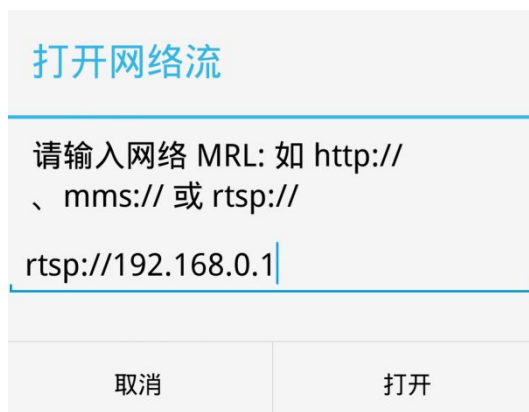 打开网络流
请输入网络 MRL: 如 http://
、mms:// 或 rtsp://
rtsp://192.168.0.1
取消
打开